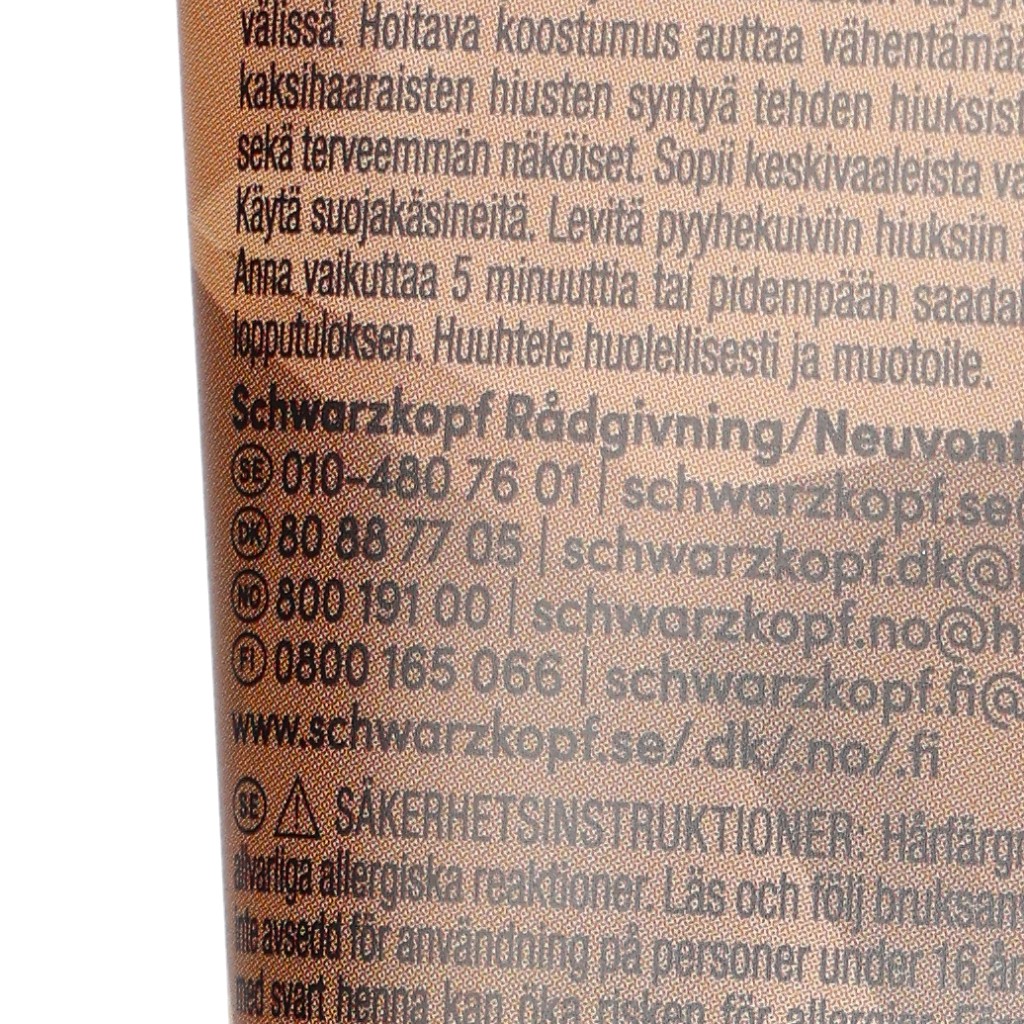 välissä. Hoitava koostumus auttaa vähentämää
kaksihaaraisten hiusten syntyä tehden hiuksist
sekä terveemmän näköiset. Sopii keskivaaleista va
Käytä suojakäsineitä. Levitä pyyhekuiviin hiuksiin
Anna vaikuttaa 5 minuuttia tai pidempään saada
lopputuloksen. Huuhtele huolellisesti ja muotoile.
Schwarzkopf Rådgivning/Neuvont
SE 010-480 76 01 | schwarzkopf.se
DK 80 88 77 05 | schwarzkopf.dk@
NO 800 191 00 | schwarzkopf.no@h
FI 0800 165 066 | schwarzkopf.fi@
www.schwarzkopf.se/.dk/.no/.fi
SE SÄKERHETSINSTRUKTIONER: Hårfärg
allvarliga allergiska reaktioner. Läs och följ bruksan
inte avsedd för användning på personer under 16 år
med svart henna kan öka risken för allergier.